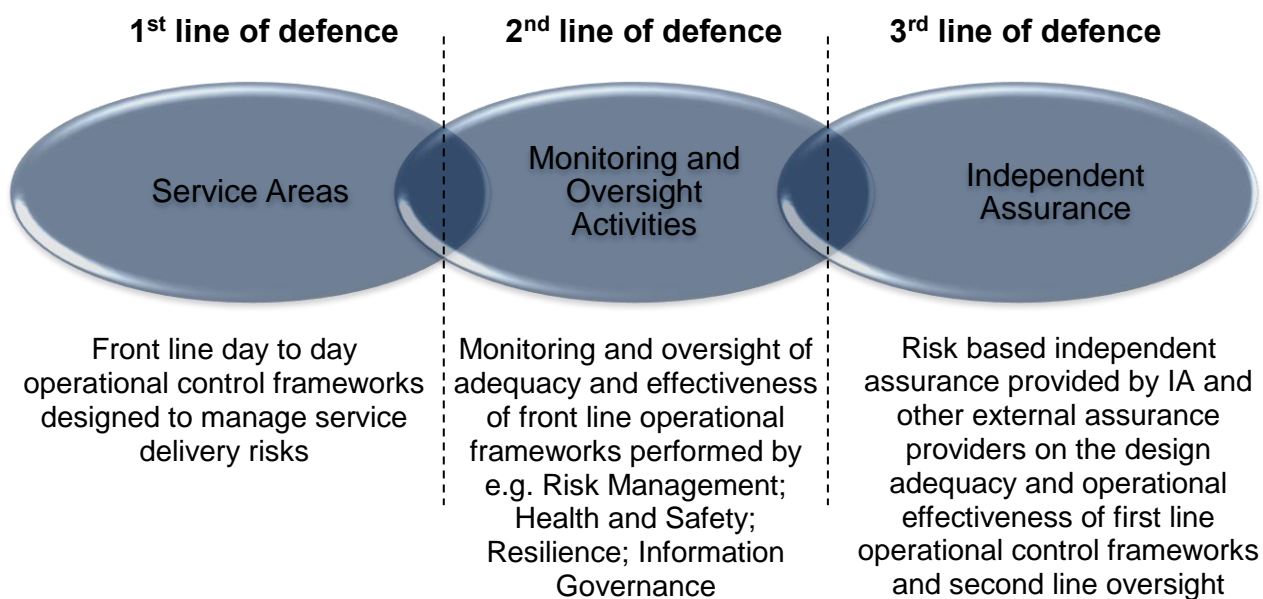 1st line of defence
2nd line of defence
3rd line of defence
Service Areas
Monitoring and
Oversight
Activities
Independent
Assurance
Front line day to day
operational control frameworks
designed to manage service
delivery risks
Monitoring and oversight of
adequacy and effectiveness
of front line operational
frameworks performed by
e.g. Risk Management;
Health and Safety;
Resilience; Information
Governance
Risk based independent
assurance provided by IA and
other external assurance
providers on the design
adequacy and operational
effectiveness of first line
operational control frameworks
and second line oversight